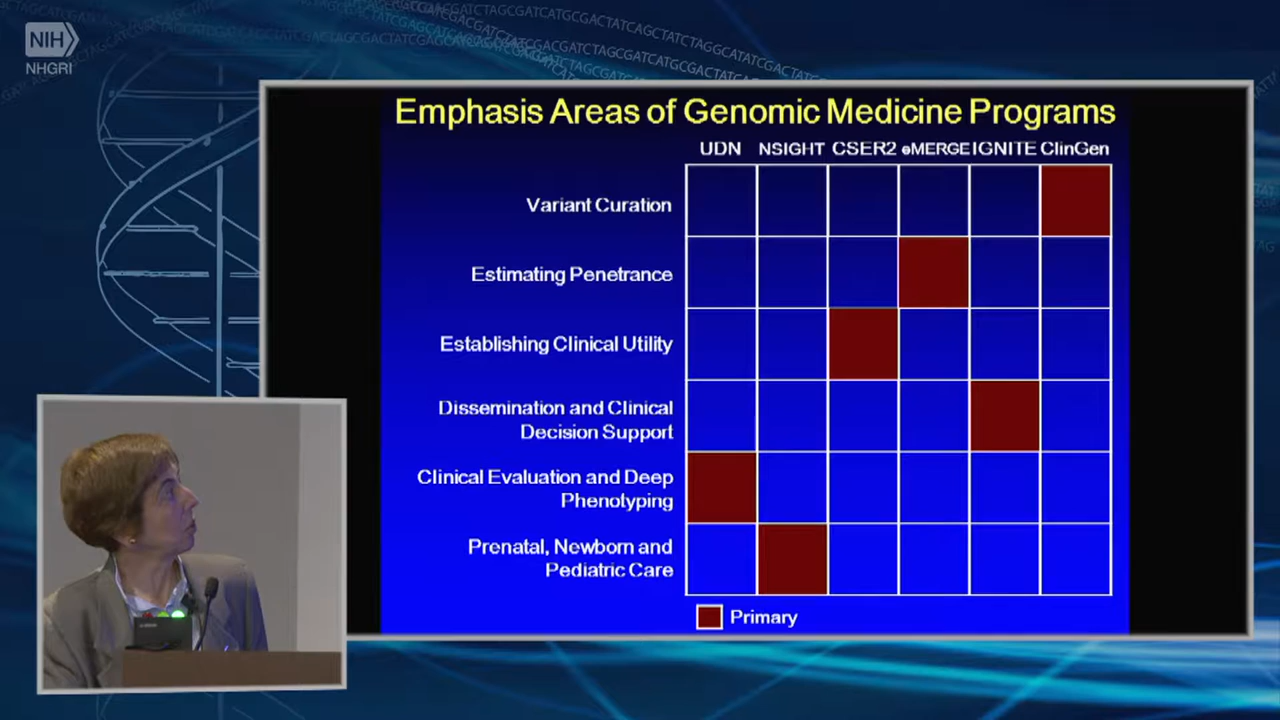 NIH
NHGRI
Emphasis Areas of Genomic Medicine Programs
UDN NSIGHT CSER2 eMERGE IGNITE ClinGen
Variant Curation
Estimating Penetrance
Establishing Clinical Utility
Dissemination and Clinical
Decision Support
Clinical Evaluation and Deep
Phenotyping
Prenatal, Newborn and
Pediatric Care
Primary